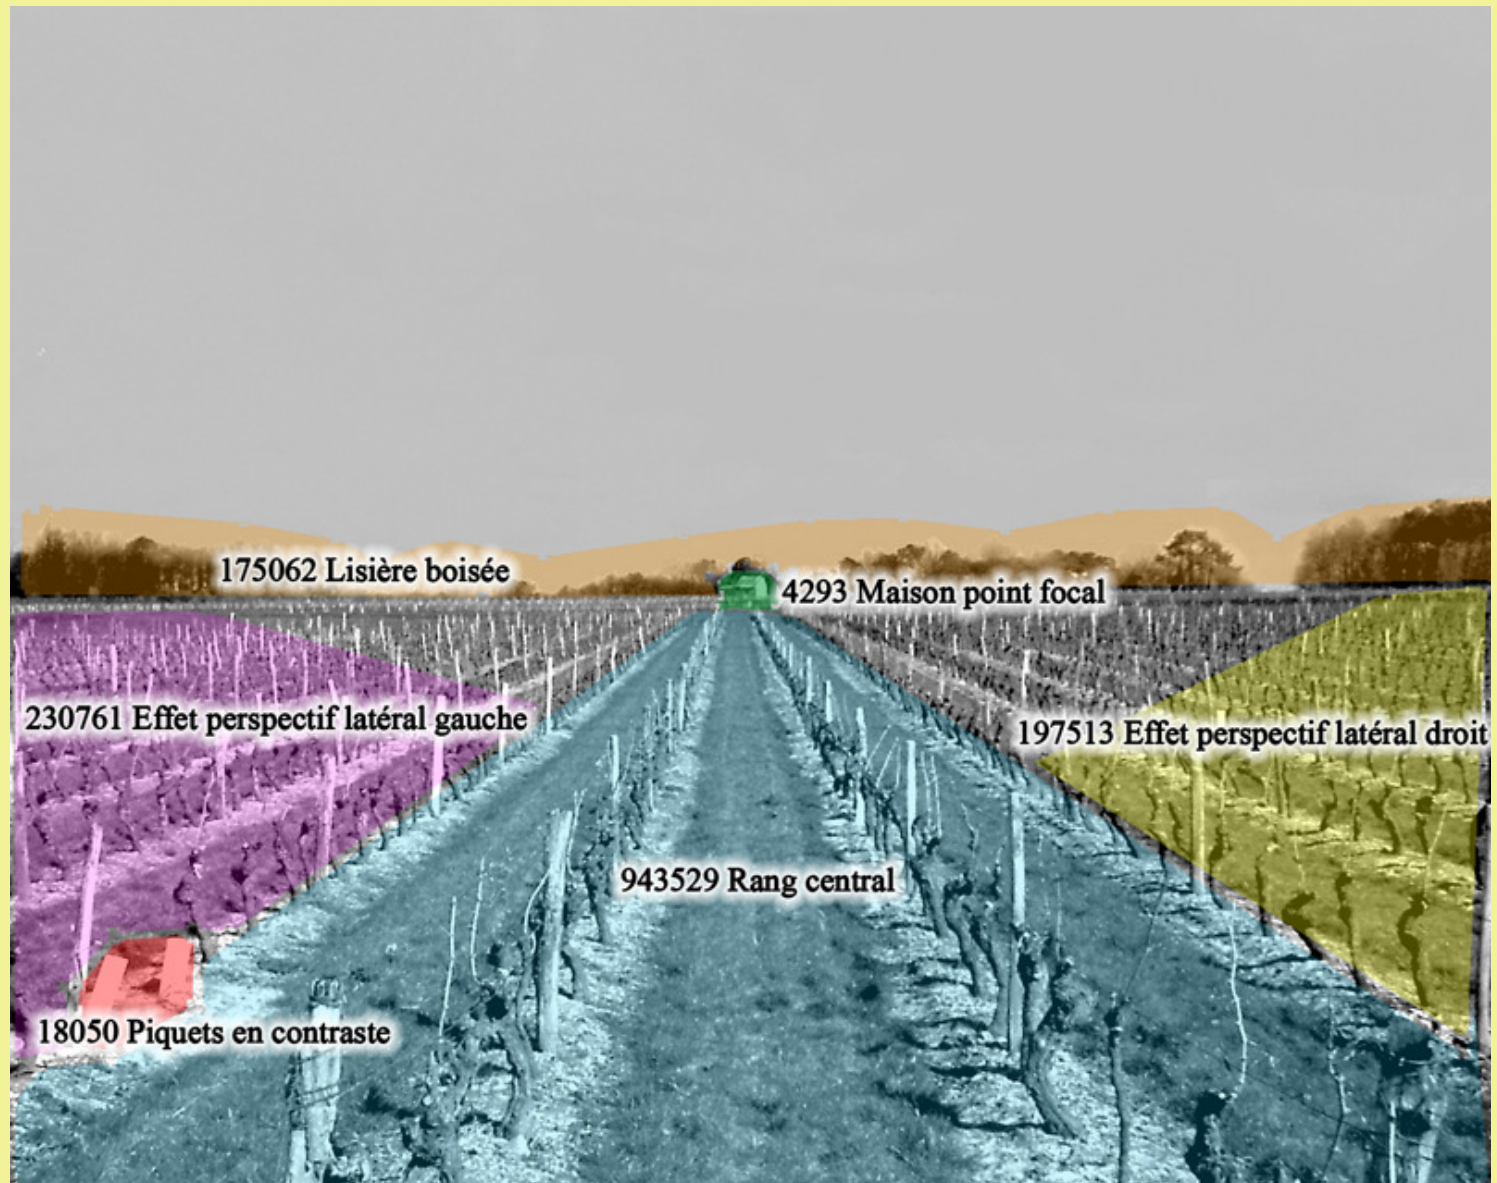 175062 Lisière boisée
4293 Maison point focal
230761 Effet perspectif latéral gauche
197513 Effet perspectif latéral droit
943529 Rang central
18050 Piquets en contraste